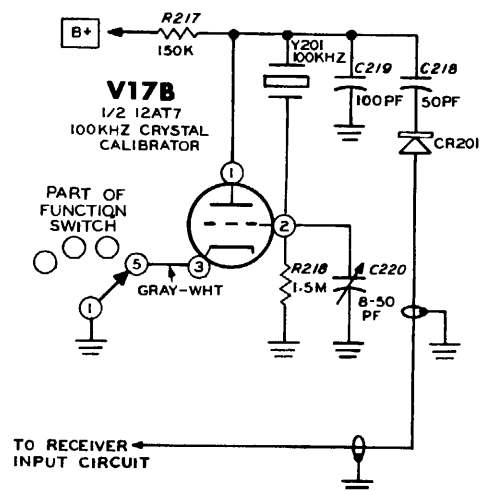 B+
R217
150K
Y201
100KHZ
C219
100PF
C218
50PF
CR201
V17B
1/2 12AT7
100KHZ CRYSTAL
CALIBRATOR
1
PART OF
FUNCTION
SWITCH
2
5
3
GRAY-WHT
1
R218
1.5M
C220
8-50
PF
TO RECEIVER
INPUT CIRCUIT